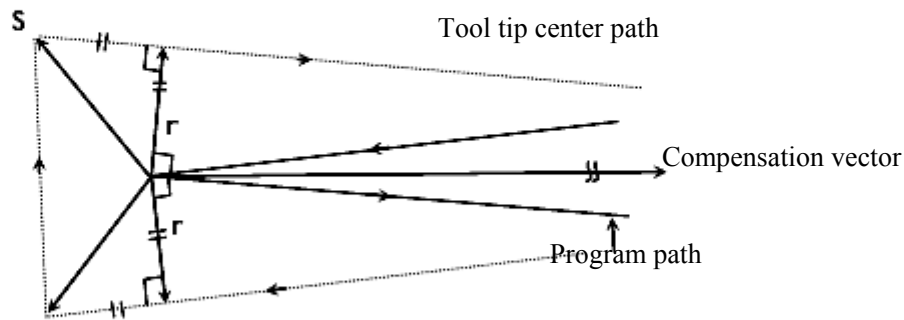 S
Tool tip center path
r
Compensation vector
r
Program path